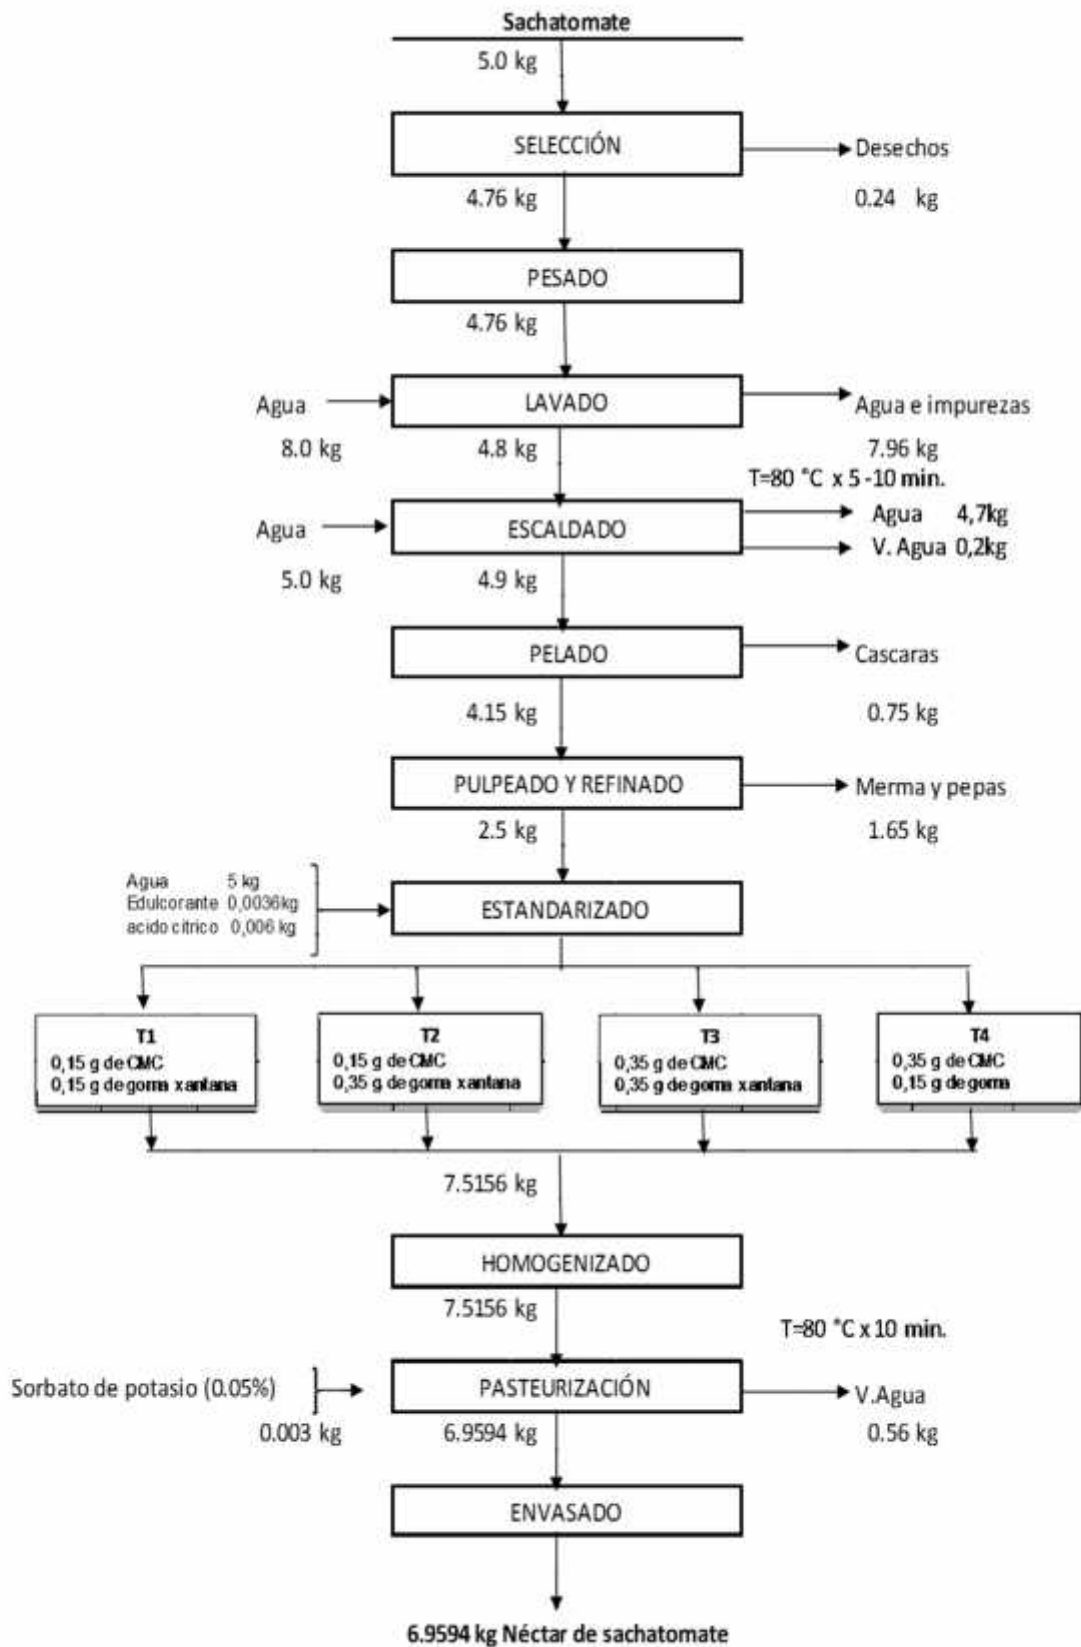 Sachatomate
5.0 kg
SELECCIÓN
Desechos
4.76 kg
0.24 kg
PESADO
4.76 kg
Agua
LAVADO
Agua e impurezas
8.0 kg
4.8 kg
7.96 kg
T=80 °C x 5 -10 min.
Agua
ESCALDADO
Agua 4,7kg
V. Agua 0,2kg
5.0 kg
4.9 kg
PELADO
Cascaras
4.15 kg
0.75 kg
PULPEADO Y REFINADO
Merma y pepas
2.5 kg
1.65 kg
Agua 5 kg
Edulcorante 0,0036kg
acido cítrico 0,006 kg
ESTANDARIZADO
T1
0,15 g de CMC
0,15 g de goma xantana
T2
0,15 g de CMC
0,35 g de goma xantana
T3
0,35 g de CMC
0,35 g de goma xantana
T4
0,35 g de CMC
0,15 g de goma
7.5156 kg
HOMOGENIZADO
7.5156 kg
T=80 °C x 10 min.
Sorbato de potasio (0.05%)
PASTEURIZACIÓN
V.Agua
0.003 kg
6.9594 kg
0.56 kg
ENVASADO
6.9594 kg Néctar de sachatomate